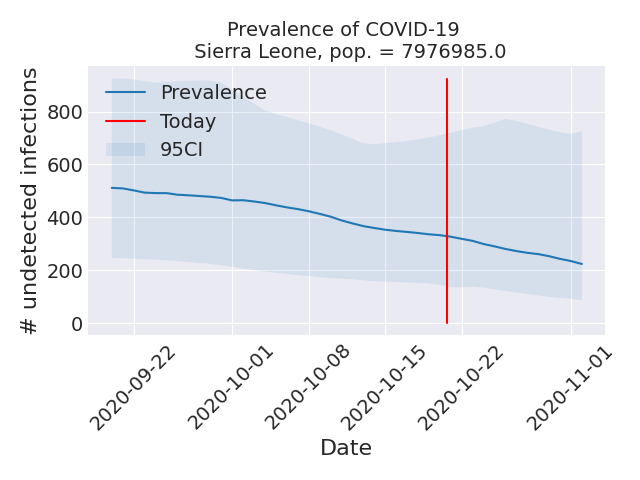 Prevalence of COVID-19
Sierra Leone, pop. = 7976985.0
# undetected infections
800
600
400
200
0
Prevalence
Today
95CI
2020-09-22
2020-10-01
2020-10-08
2020-10-15
2020-10-22
2020-11-01
Date